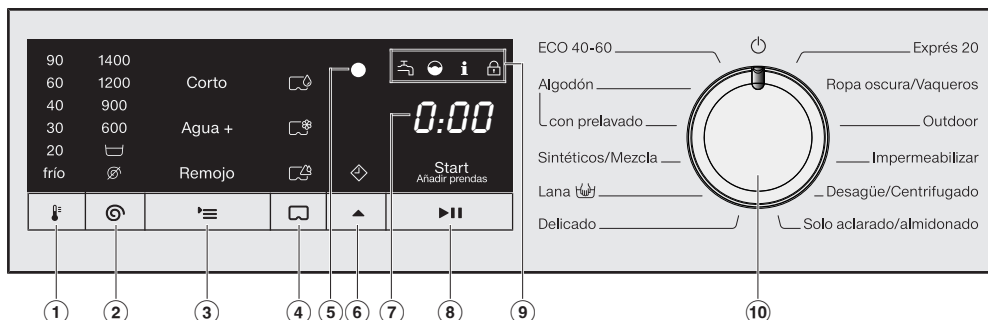 90 1400
60 1200 Corto
40 900
30 600 Agua +
20
frío Remojo
0:00
Start
Añadir prendas
ECO 40-60
Algodón
con prelavado
Sintéticos/Mezcla
Lana
Delicado
Exprés 20
Ropa oscura/Vaqueros
Outdoor
Impermeabilizar
Desagüe/Centrifugado
Solo aclarado/almidonado
1 2 3 4 5 6 7 8 9 10